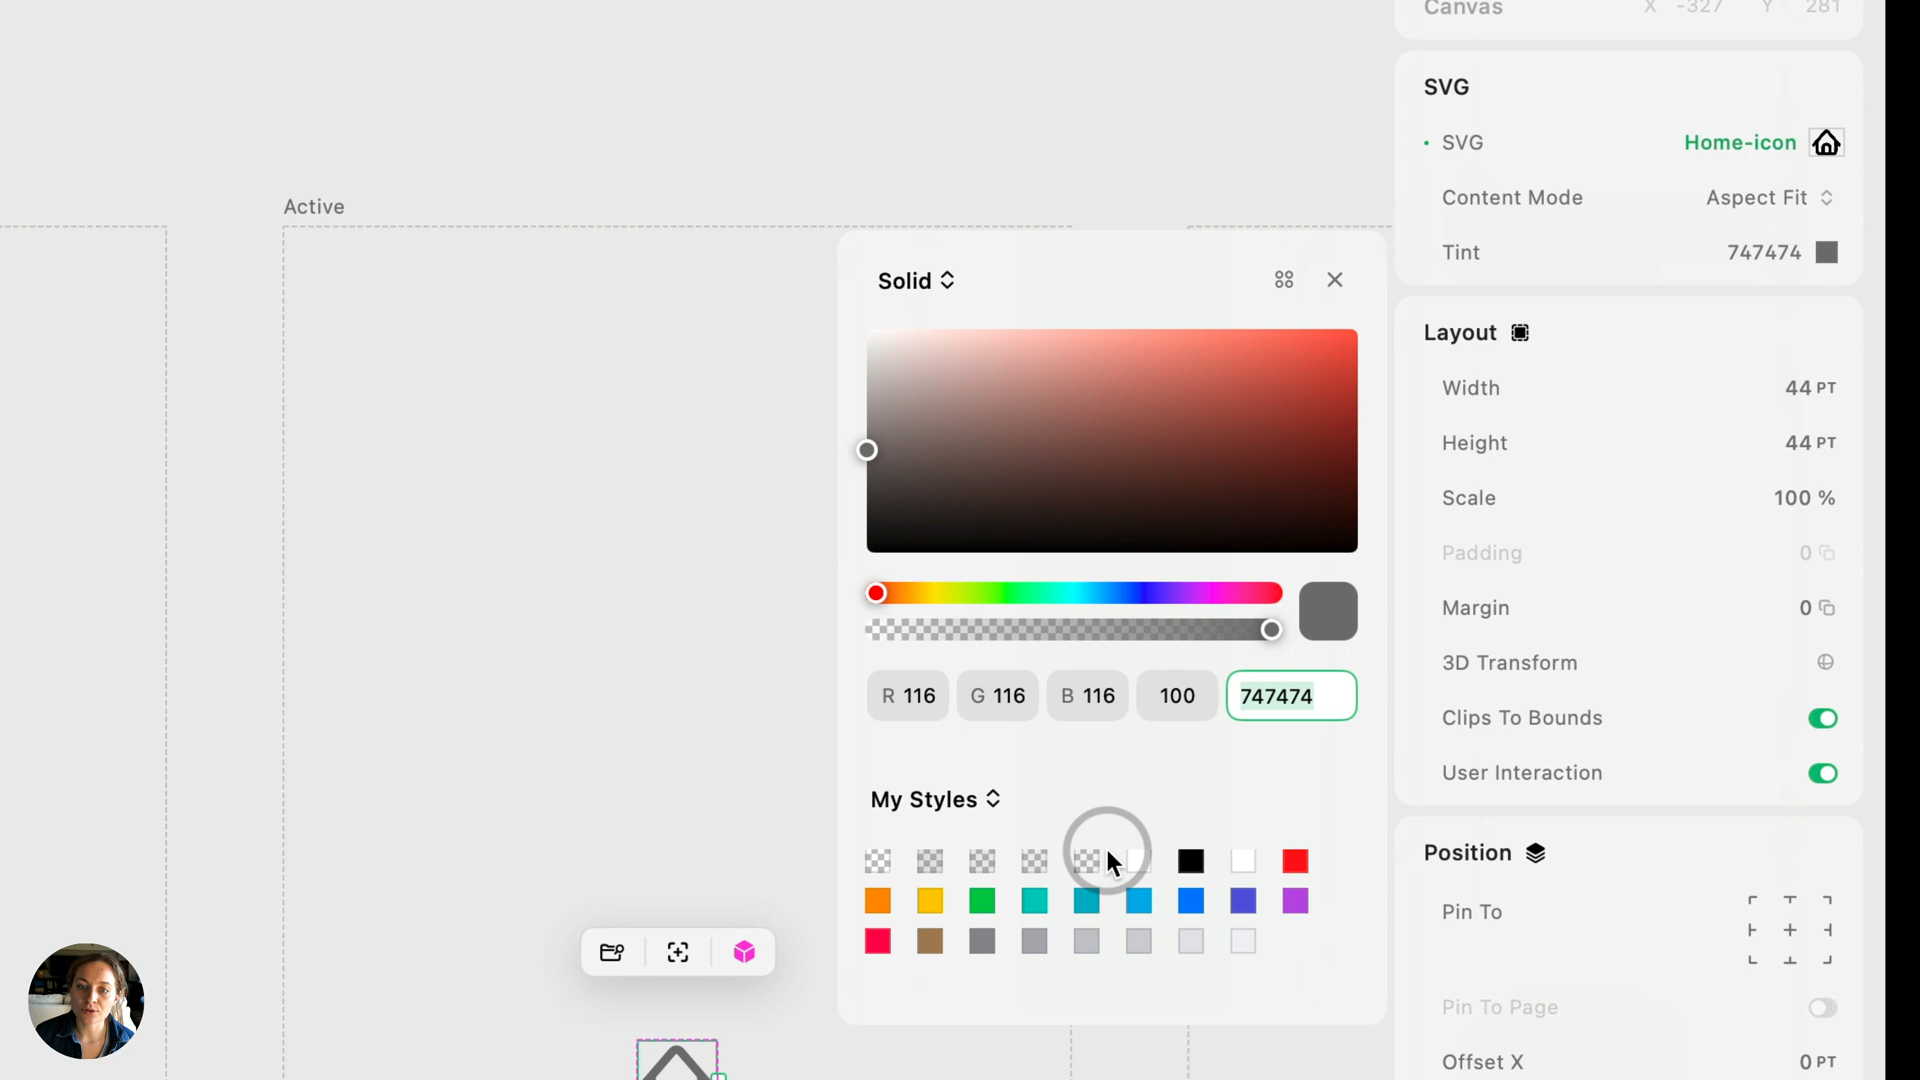 Canvas X -327 Y 281
SVG
SVG Home-icon
Content Mode Aspect Fit
Tint 747474
Active
Solid
Layout
Width 44 PT
Height 44 PT
Scale 100 %
Padding 0
Margin 0
3D Transform
R 116 G 116 B 116 100 747474
Clips To Bounds
User Interaction
My Styles
Position
Pin To
Pin To Page
Offset X 0 PT